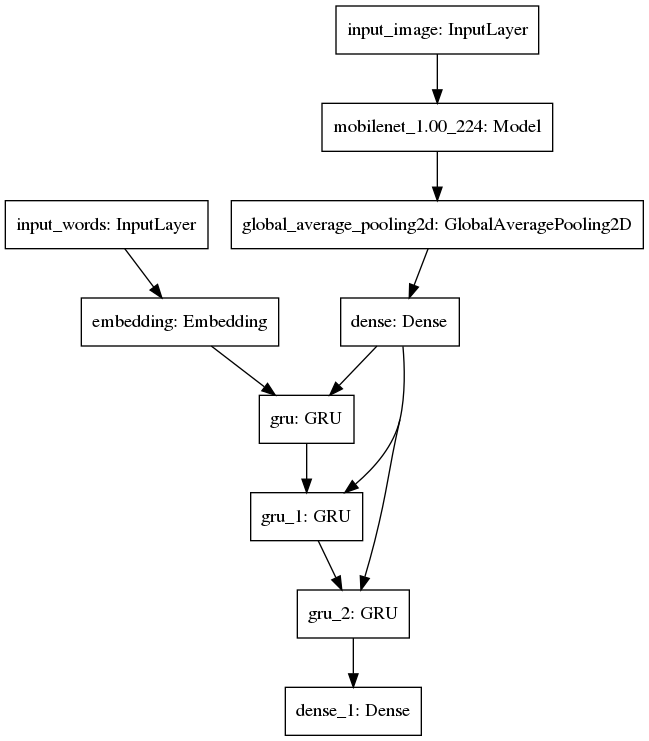 input_image: InputLayer
mobilenet_1.00_224: Model
input_words: InputLayer
global_average_pooling2d: GlobalAveragePooling2D
embedding: Embedding
dense: Dense
gru: GRU
gru_1: GRU
gru_2: GRU
dense_1: Dense